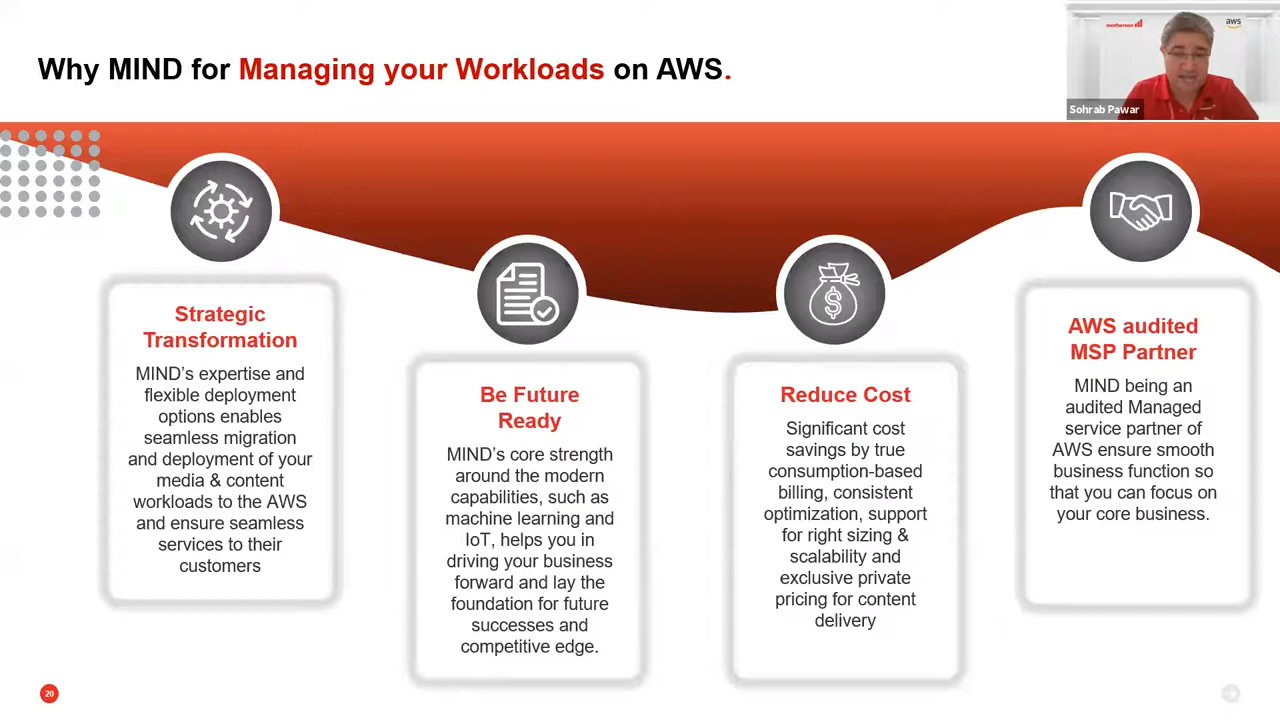 Why MIND for Managing your Workloads on AWS.
motherson
aws
Sohrab Pawar
Strategic
Transformation
MIND's expertise and
flexible deployment
options enables
seamless migration
and deployment of your
media & content
workloads to the AWS
and ensure seamless
services to their
customers
Be Future
Ready
MIND's core strength
around the modern
capabilities, such as
machine learning and
IoT, helps you in
driving your business
forward and lay the
foundation for future
successes and
competitive edge.
$
Reduce Cost
Significant cost
savings by true
consumption-based
billing, consistent
optimization, support
for right sizing &
scalability and
exclusive private
pricing for content
delivery
AWS audited
MSP Partner
MIND being an
audited Managed
service partner of
AWS ensure smooth
business function so
that you can focus on
your core business.
20